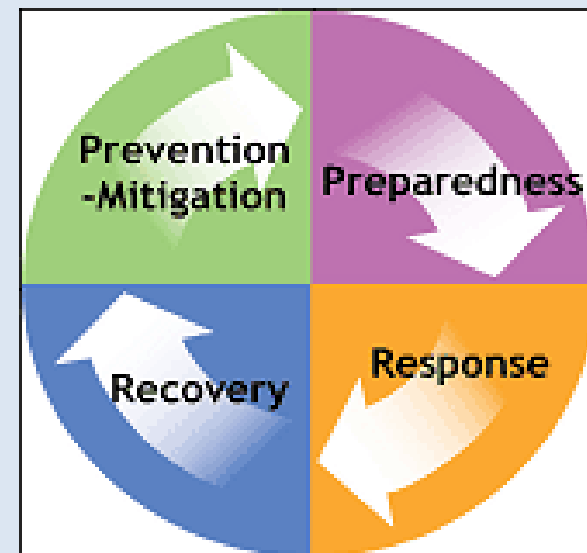 Prevention
-Mitigation
Preparedness
Response
Recovery